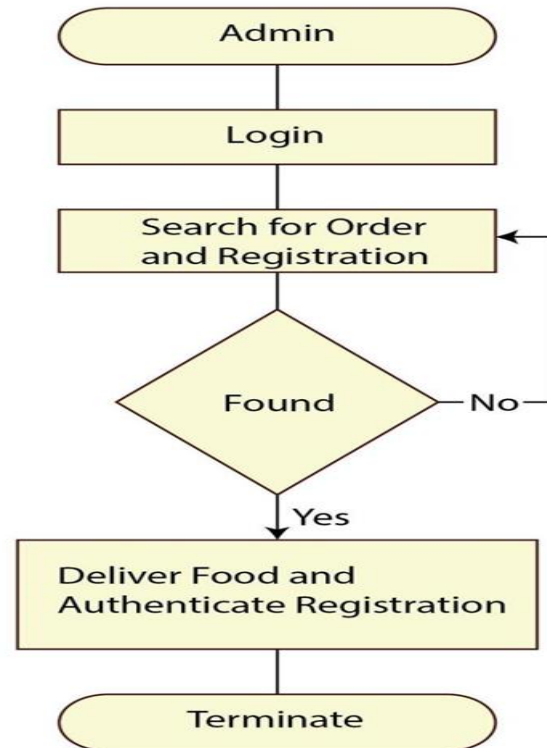 Admin
Login
Search for Order
and Registration
Found
No
Yes
Deliver Food and
Authenticate Registration
Terminate